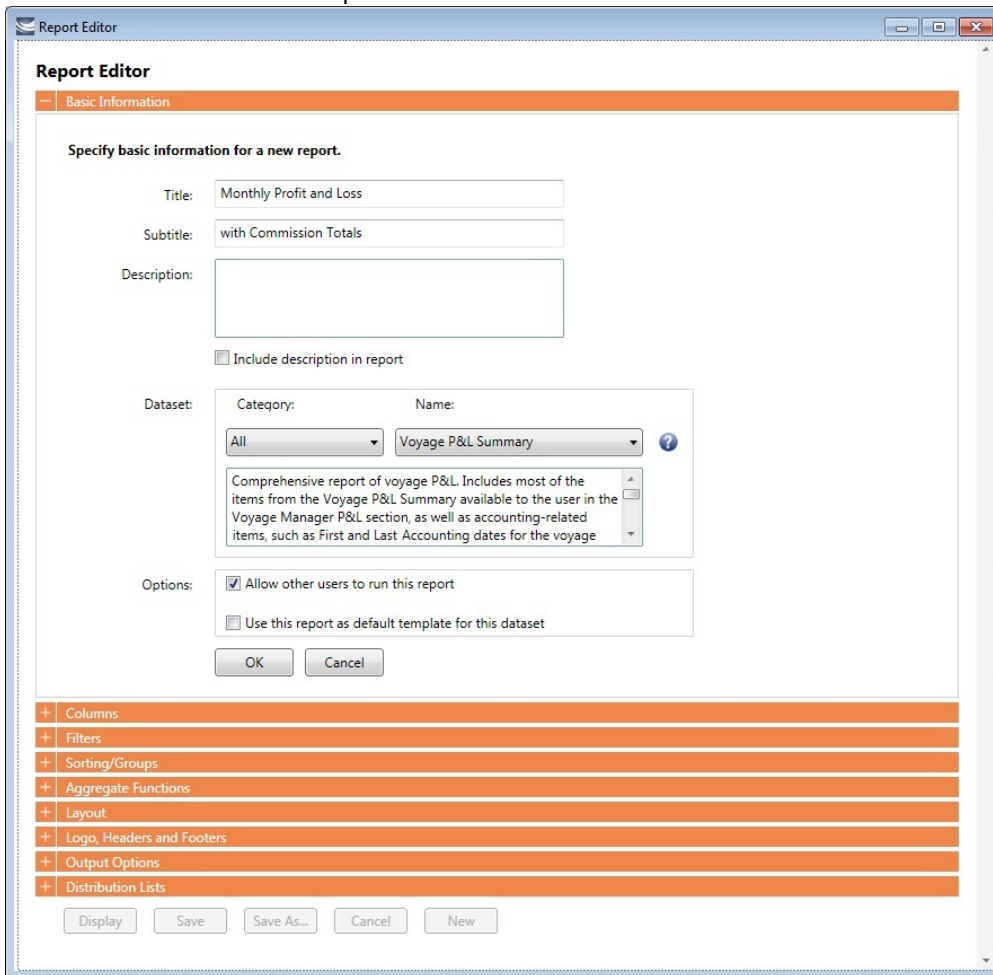 Report Editor
Report Editor
Basic Information
Specify basic information for a new report.
Title: Monthly Profit and Loss
Subtitle: with Commission Totals
Description:
Include description in report
Dataset: Category: Name:
All Voyage P&L Summary ?
Comprehensive report of voyage P&L. Includes most of the
items from the Voyage P&L Summary available to the user in the
Voyage Manager P&L section, as well as accounting-related
items, such as First and Last Accounting dates for the voyage
Options: Allow other users to run this report
Use this report as default template for this dataset
OK Cancel
Columns
Filters
Sorting/Groups
Aggregate Functions
Layout
Logo, Headers and Footers
Output Options
Distribution Lists
Display Save Save As... Cancel New